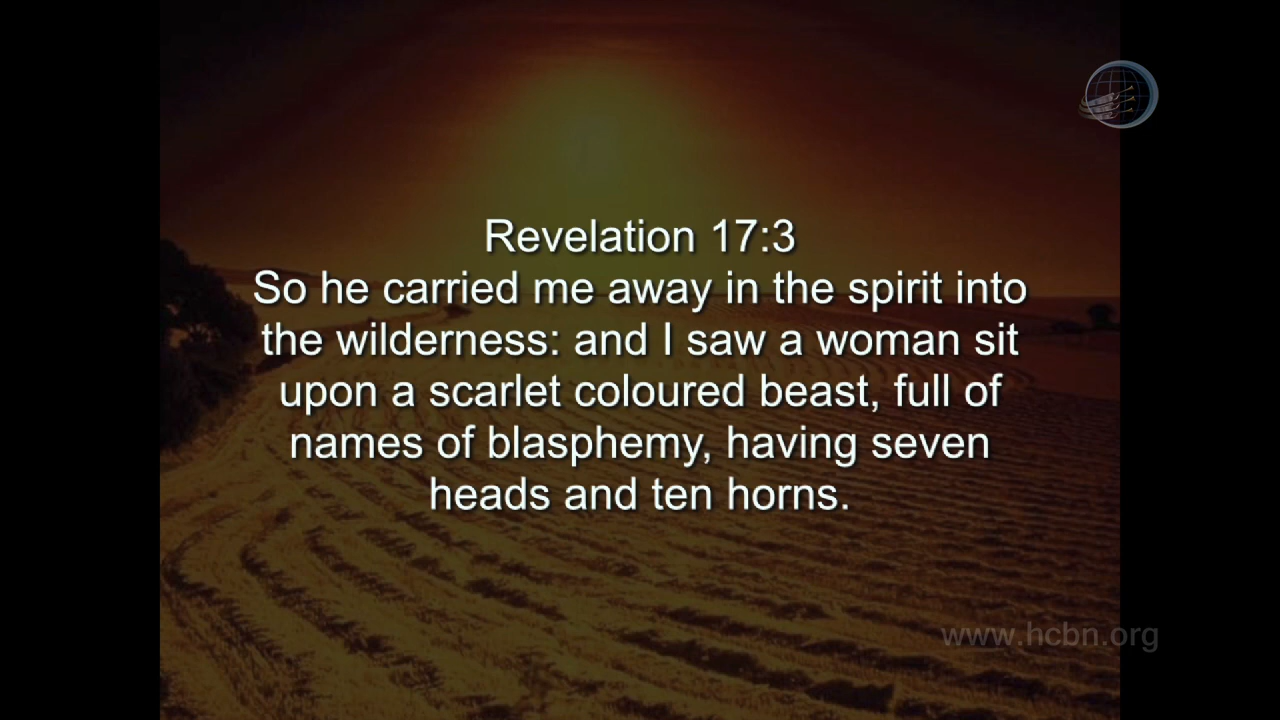 Revelation 17:3
So he carried me away in the spirit into
the wilderness: and I saw a woman sit
upon a scarlet coloured beast, full of
names of blasphemy, having seven
heads and ten horns.
www.hcbn.org